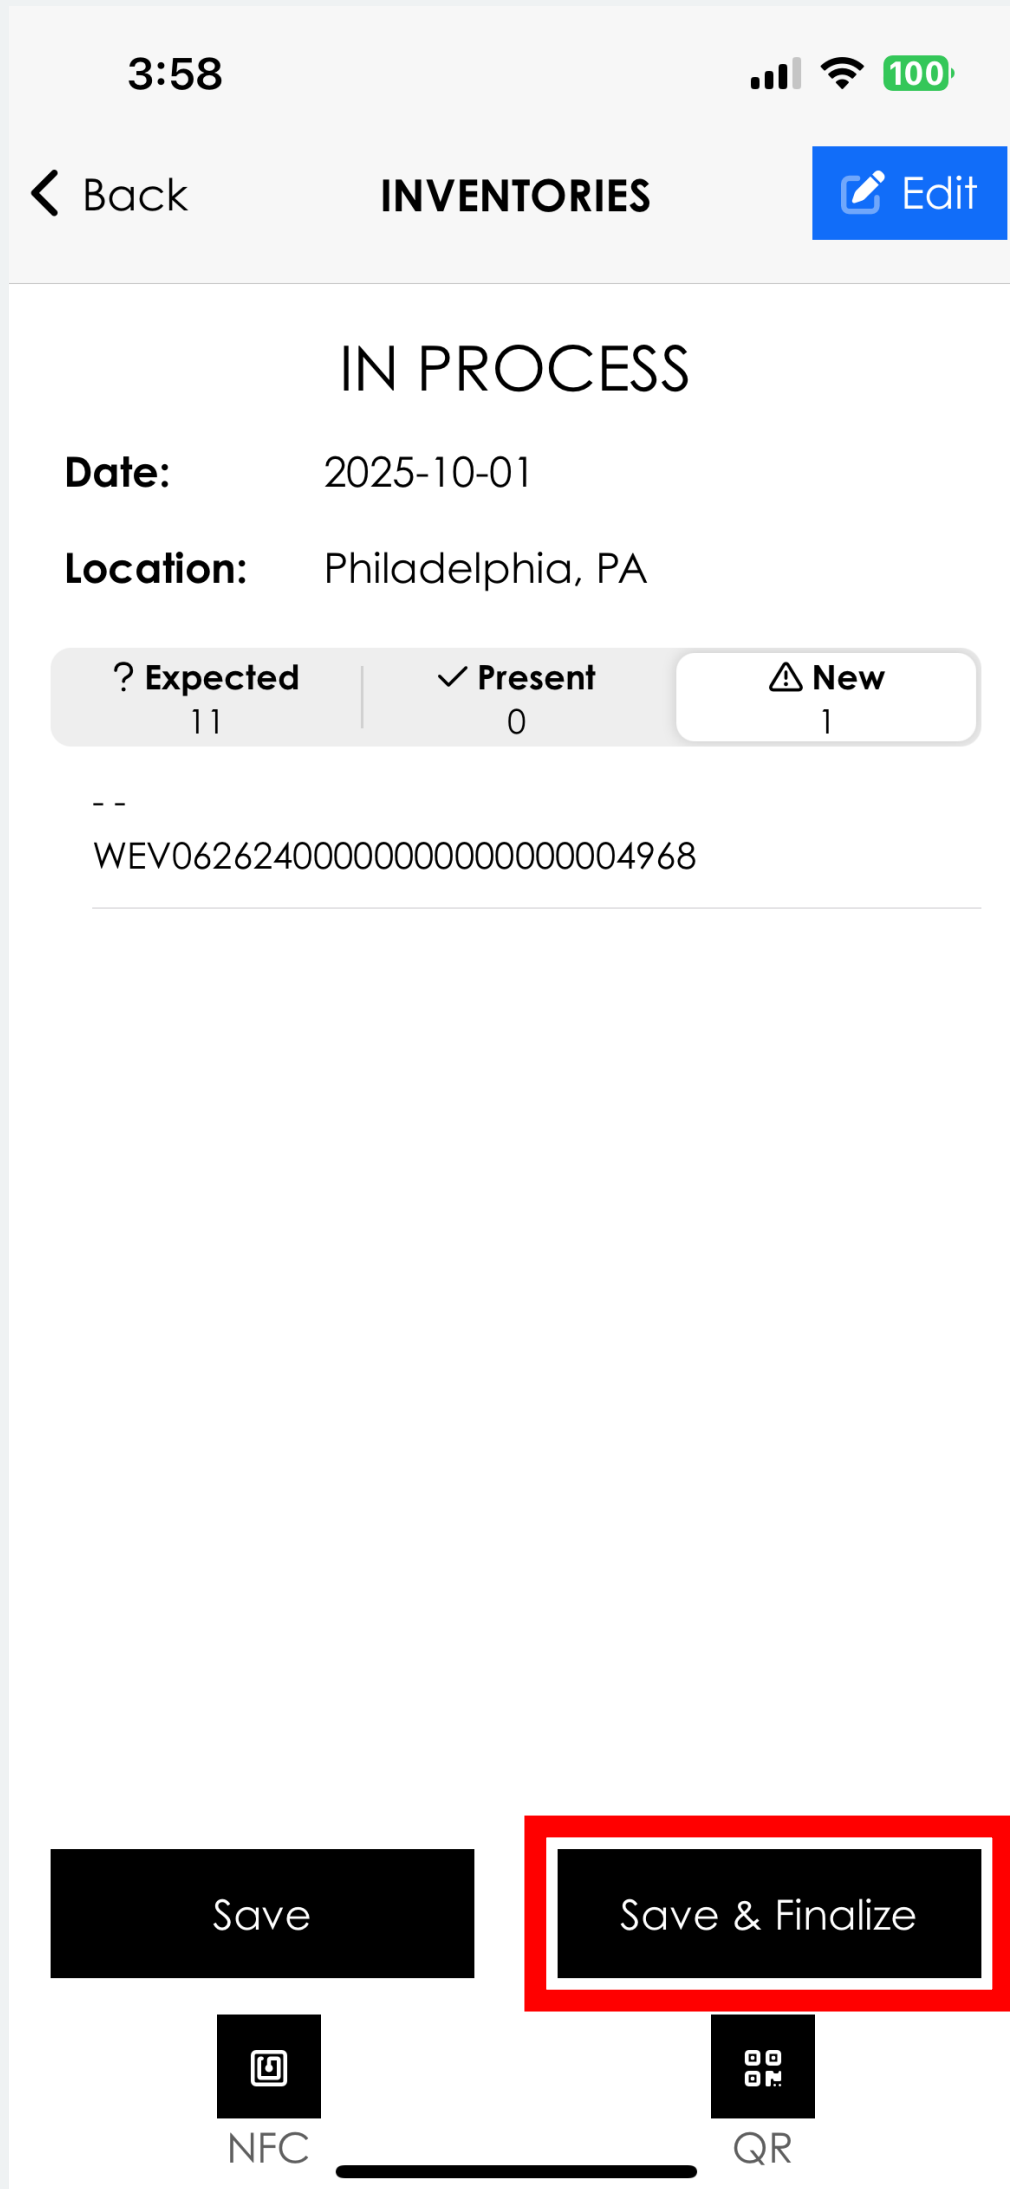 3:58
100
Back
INVENTORIES
Edit
IN PROCESS
Date: 2025-10-01
Location: Philadelphia, PA
? Expected
11
Present
0
New
1
- -
WEV06262400000000000000004968
Save
Save & Finalize
NFC
QR